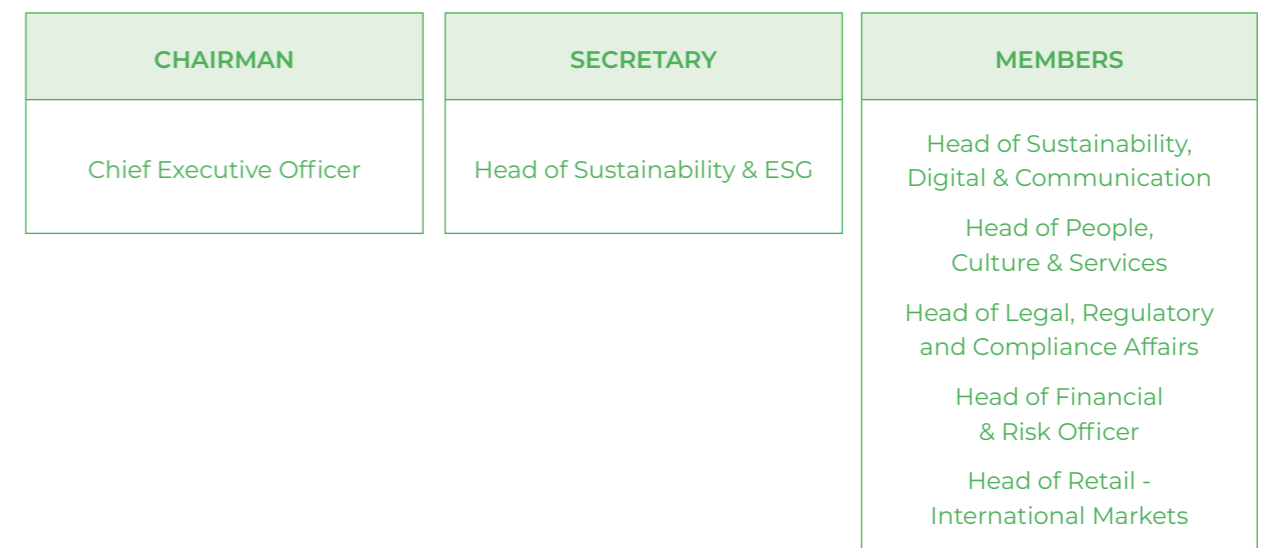 CHAIRMAN
Chief Executive Officer
SECRETARY
Head of Sustainability & ESG
MEMBERS
Head of Sustainability,
Digital & Communication
Head of People,
Culture & Services
Head of Legal, Regulatory
and Compliance Affairs
Head of Financial
& Risk Officer
Head of Retail -
International Markets